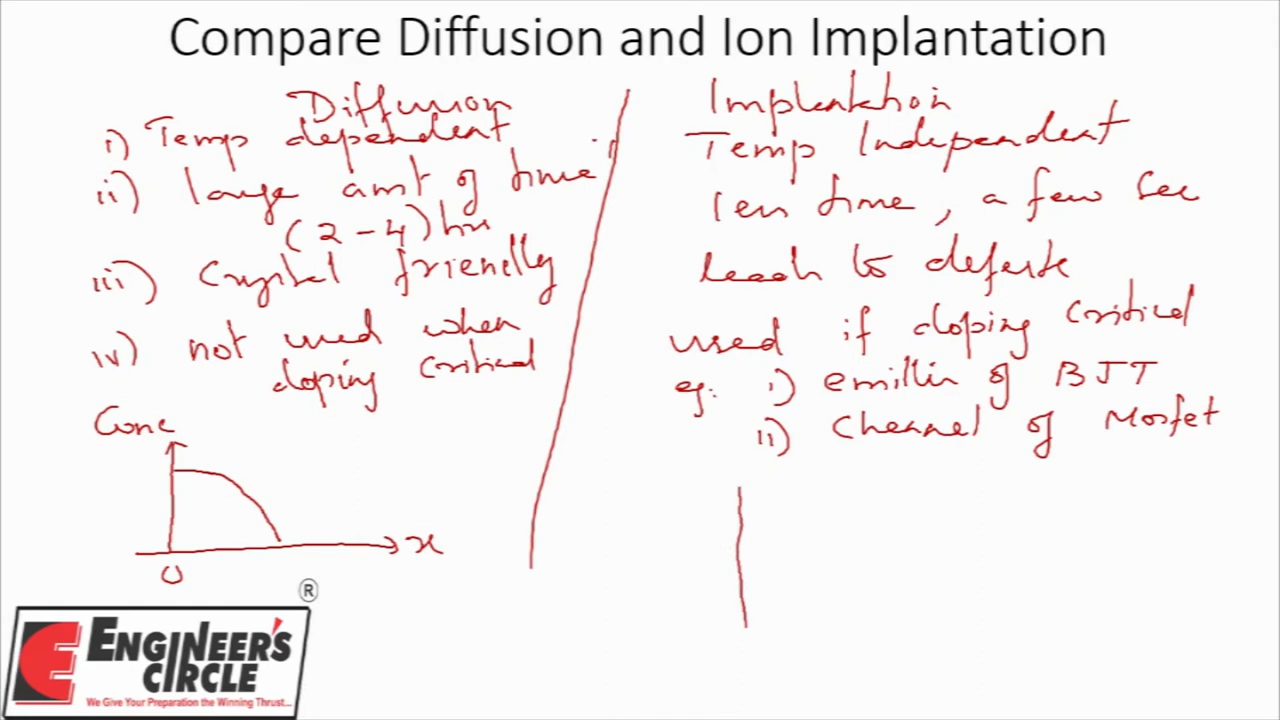 Compare Diffusion and Ion Implantation
Diffusion
i) Temp dependent
ii) large amt of time
(2-4) hrs
iii) Crystal friendly
iv) not used when
doping critical
Conc
x
0
Implantation
Temp Independent
less time, a few sec
leads to defects
used if doping critical
eg: i) emitter of BJT
ii) Channel of Mosfet
®
ENGINEER'S
CIRCLE
We Give Your Preparation the Winning Thrust...